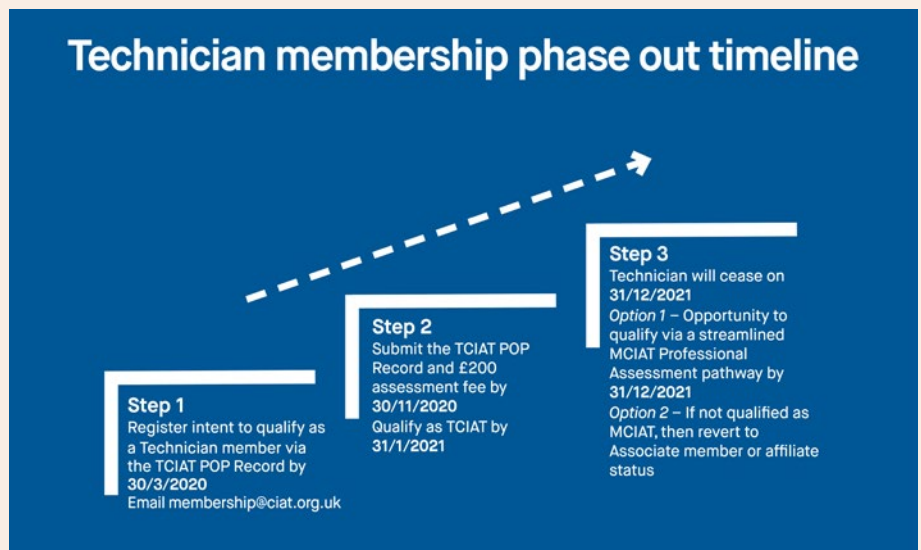 Technician membership phase out timeline
Step 1
Register intent to qualify as
a Technician member via
the TCIAT POP Record by
30/3/2020
Email membership@ciat.org.uk
Step 2
Submit the TCIAT POP
Record and £200
assessment fee by
30/11/2020
Qualify as TCIAT by
31/1/2021
Step 3
Technician will cease on
31/12/2021
Option 1 – Opportunity to
qualify via a streamlined
MCIAT Professional
Assessment pathway by
31/12/2021
Option 2 – If not qualified as
MCIAT, then revert to
Associate member or affiliate
status